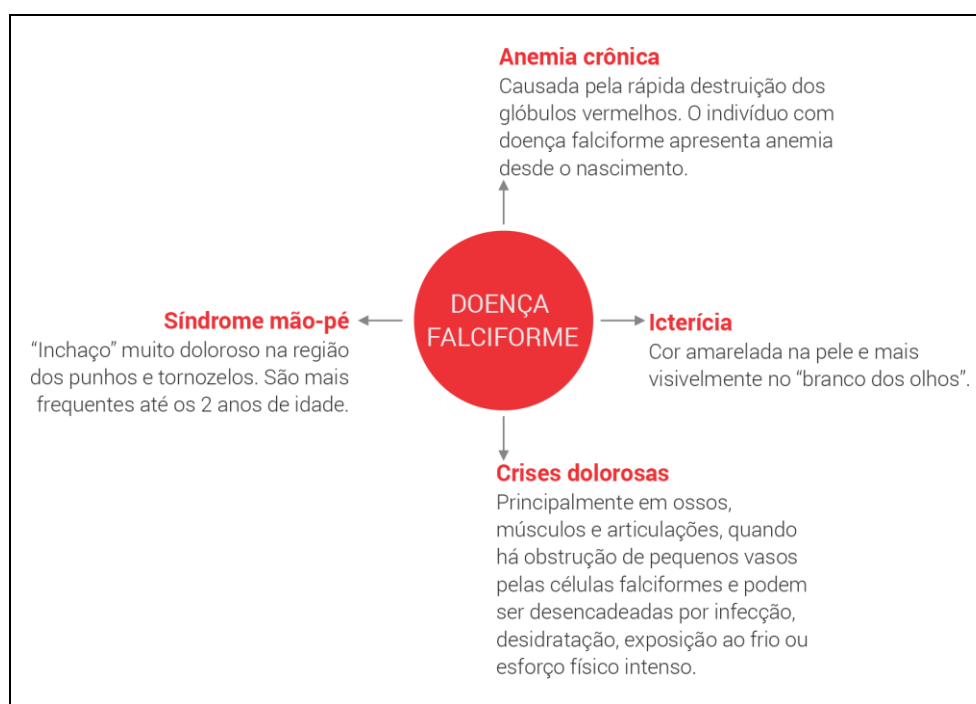 Anemia crônica
Causada pela rápida destruição dos
glóbulos vermelhos. O indivíduo com
doença falciforme apresenta anemia
desde o nascimento.
DOENÇA
FALCIFORME
Síndrome mão-pé
“Inchaço” muito doloroso na região
dos punhos e tornozelos. São mais
frequentes até os 2 anos de idade.
Icterícia
Cor amarelada na pele e mais
visivelmente no “branco dos olhos”.
Crises dolorosas
Principalmente em ossos,
músculos e articulações, quando
há obstrução de pequenos vasos
pelas células falciformes e podem
ser desencadeadas por infecção,
desidratação, exposição ao frio ou
esforço físico intenso.